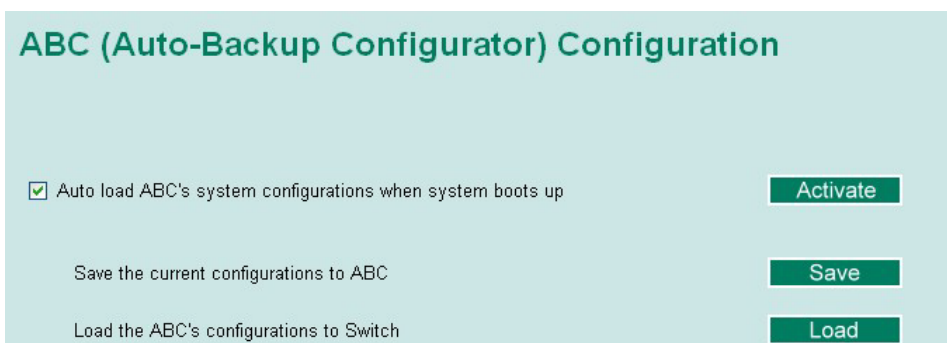 ABC (Auto-Backup Configurator) Configuration
Auto load ABC's system configurations when system boots up Activate
Save the current configurations to ABC Save
Load the ABC's configurations to Switch Load